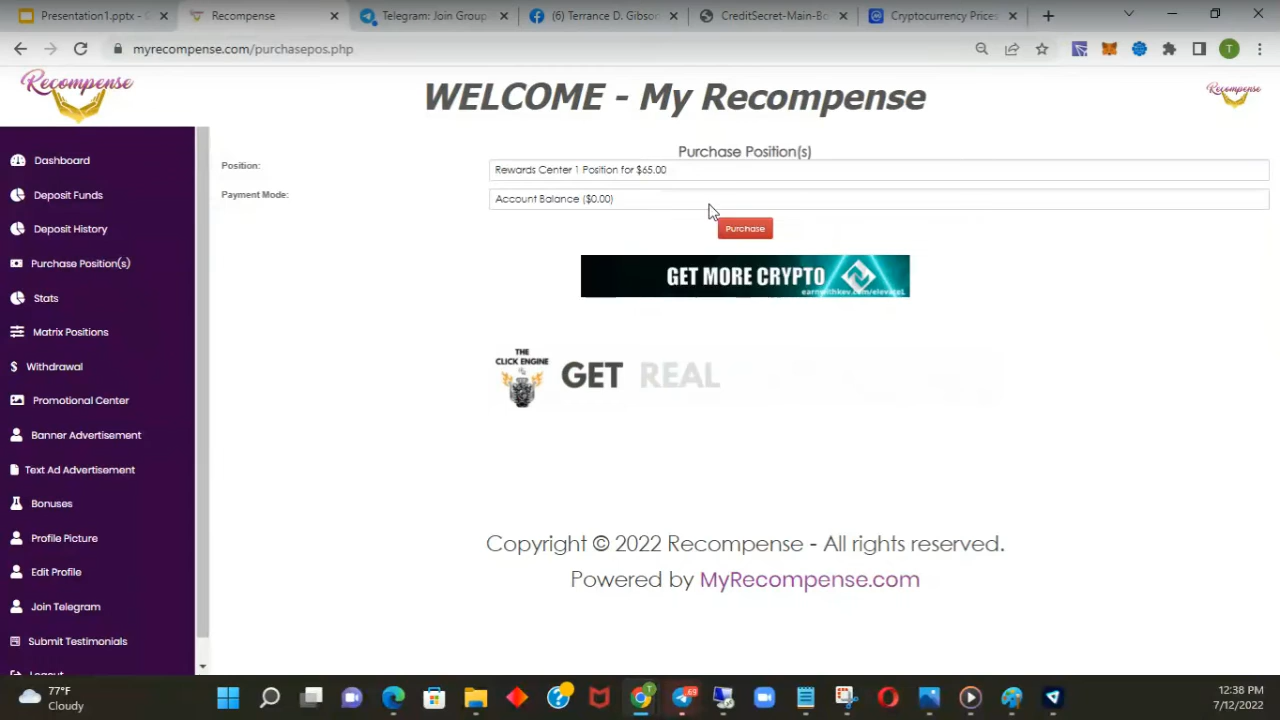 Presentation1.pptx - G
Recompense
Telegram: Join Group
(6) Terrance D. Gibson
CreditSecret-Main-Bo
Cryptocurrency Prices
myrecompense.com/purchasepos.php
T
Recompense
WELCOME - My Recompense
Recompense
Dashboard
Deposit Funds
Deposit History
Purchase Position(s)
Stats
Matrix Positions
$ Withdrawal
Promotional Center
Banner Advertisement
Text Ad Advertisement
Bonuses
Profile Picture
Edit Profile
Join Telegram
Submit Testimonials
Logout
Purchase Position(s)
Position:
Rewards Center 1 Position for $65.00
Payment Mode:
Account Balance ($0.00)
Purchase
GET MORE CRYPTO
THE
CLICK ENGINE
GET REAL
Copyright © 2022 Recompense - All rights reserved.
Powered by MyRecompense.com
77°F
Cloudy
T
69
12:38 PM
7/12/2022